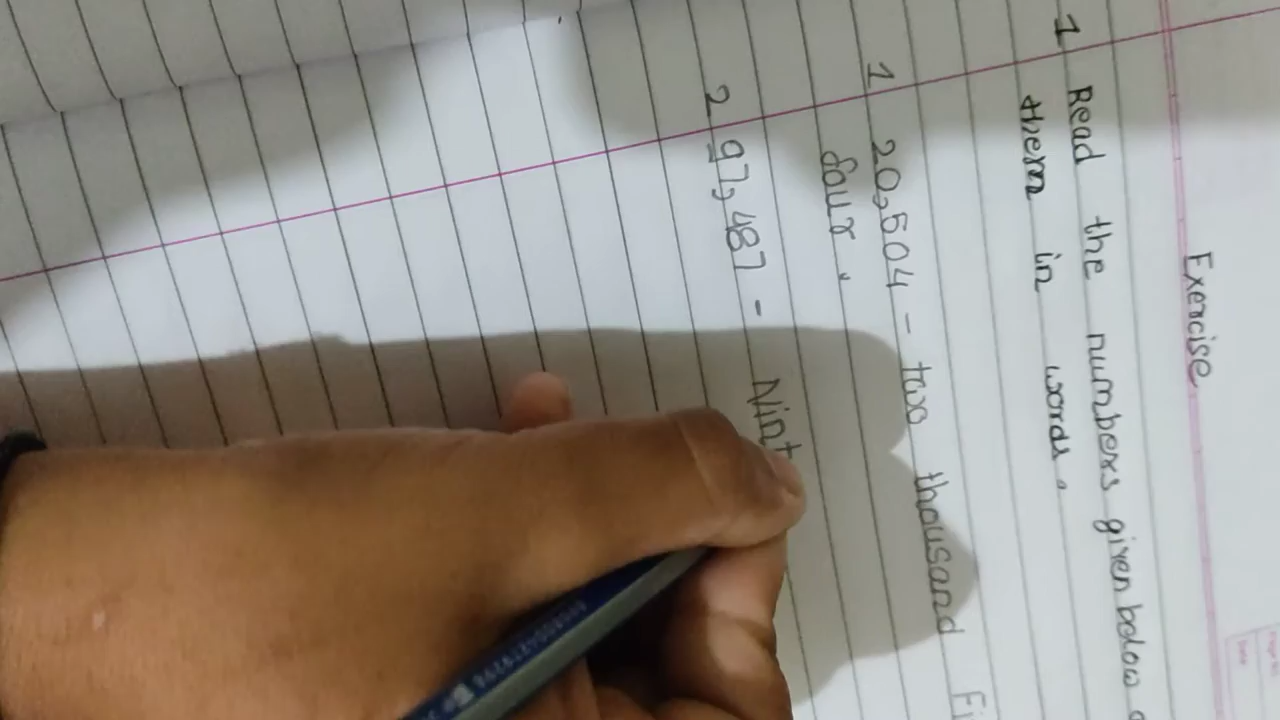 Exercise
1 Read the numbers given below
them in words.
1 20,504 - two thousand
four.
2 97,487 - Nint